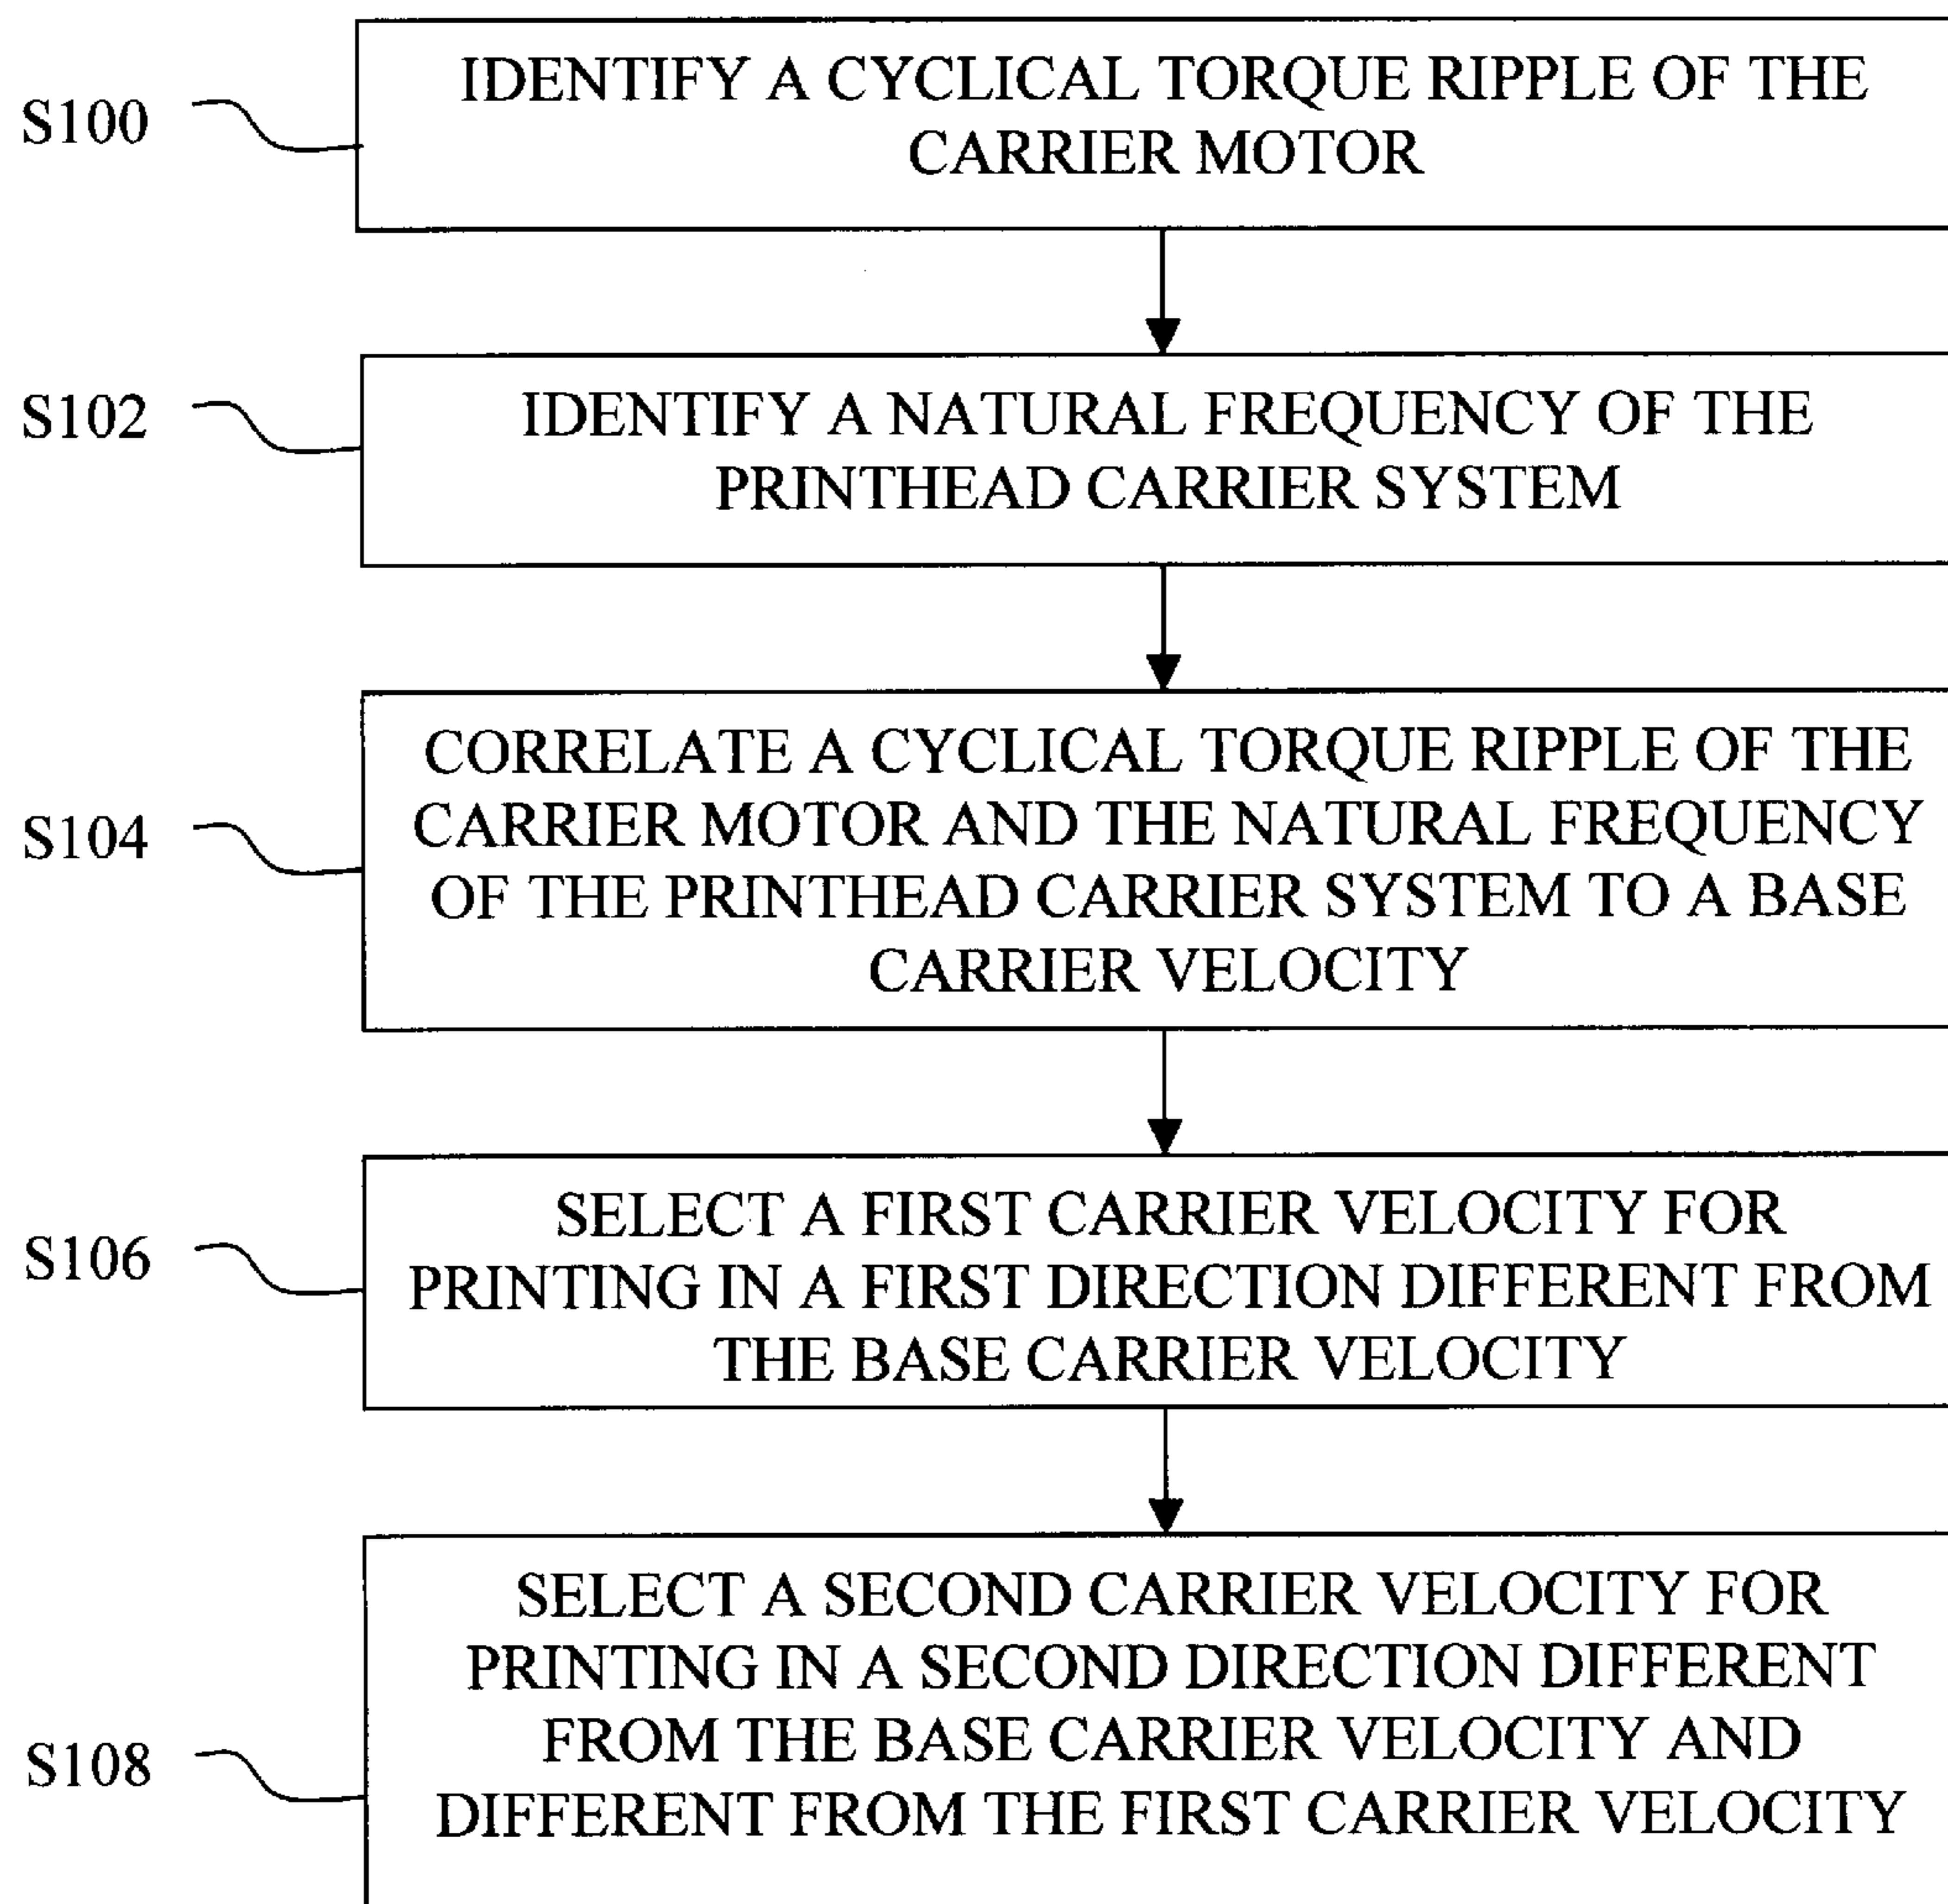 S100
IDENTIFY A CYCLICAL TORQUE RIPPLE OF THE
CARRIER MOTOR
S102
IDENTIFY A NATURAL FREQUENCY OF THE
PRINTHEAD CARRIER SYSTEM
S104
CORRELATE A CYCLICAL TORQUE RIPPLE OF THE
CARRIER MOTOR AND THE NATURAL FREQUENCY
OF THE PRINTHEAD CARRIER SYSTEM TO A BASE
CARRIER VELOCITY
S106
SELECT A FIRST CARRIER VELOCITY FOR
PRINTING IN A FIRST DIRECTION DIFFERENT FROM
THE BASE CARRIER VELOCITY
S108
SELECT A SECOND CARRIER VELOCITY FOR
PRINTING IN A SECOND DIRECTION DIFFERENT
FROM THE BASE CARRIER VELOCITY AND
DIFFERENT FROM THE FIRST CARRIER VELOCITY